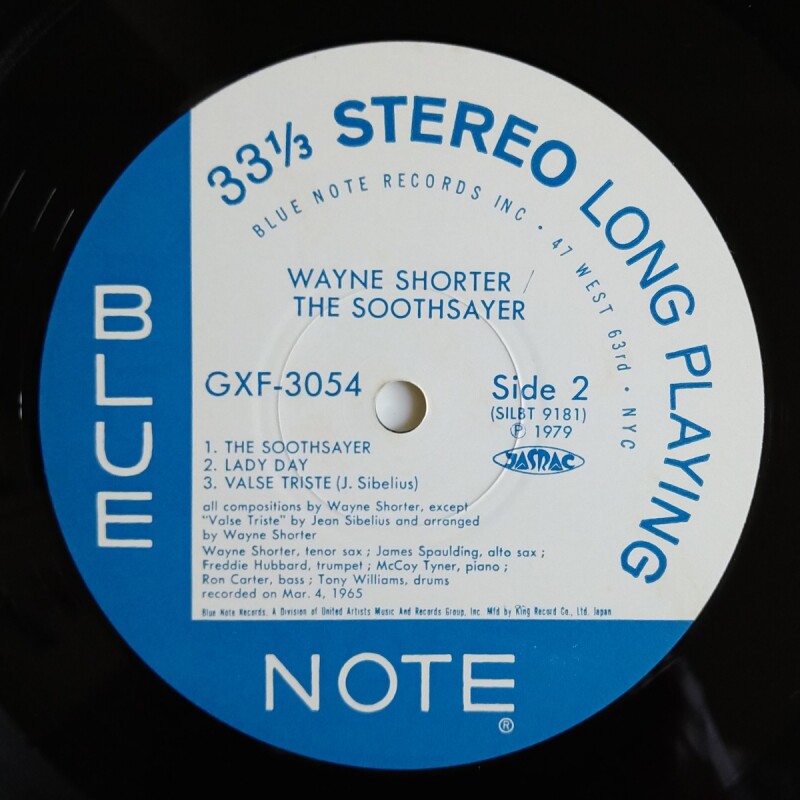 33⅓ STEREO LONG PLAYING
BLUE NOTE RECORDS INC • 47 WEST 63rd • NYC
WAYNE SHORTER /
THE SOOTHSAYER
GXF-3054
Side 2
(SILBT 9181)
℗ 1979
JASRAC
1. THE SOOTHSAYER
2. LADY DAY
3. VALSE TRISTE (J. Sibelius)
all compositions by Wayne Shorter, except
"Valse Triste" by Jean Sibelius and arranged
by Wayne Shorter
Wayne Shorter, tenor sax ; James Spaulding, alto sax ;
Freddie Hubbard, trumpet ; McCoy Tyner, piano ;
Ron Carter, bass ; Tony Williams, drums
recorded on Mar. 4, 1965
Blue Note Records, A Division of United Artists Music And Records Group, Inc. Mfd by King Record Co., Ltd. Japan
BLUE
NOTE
®